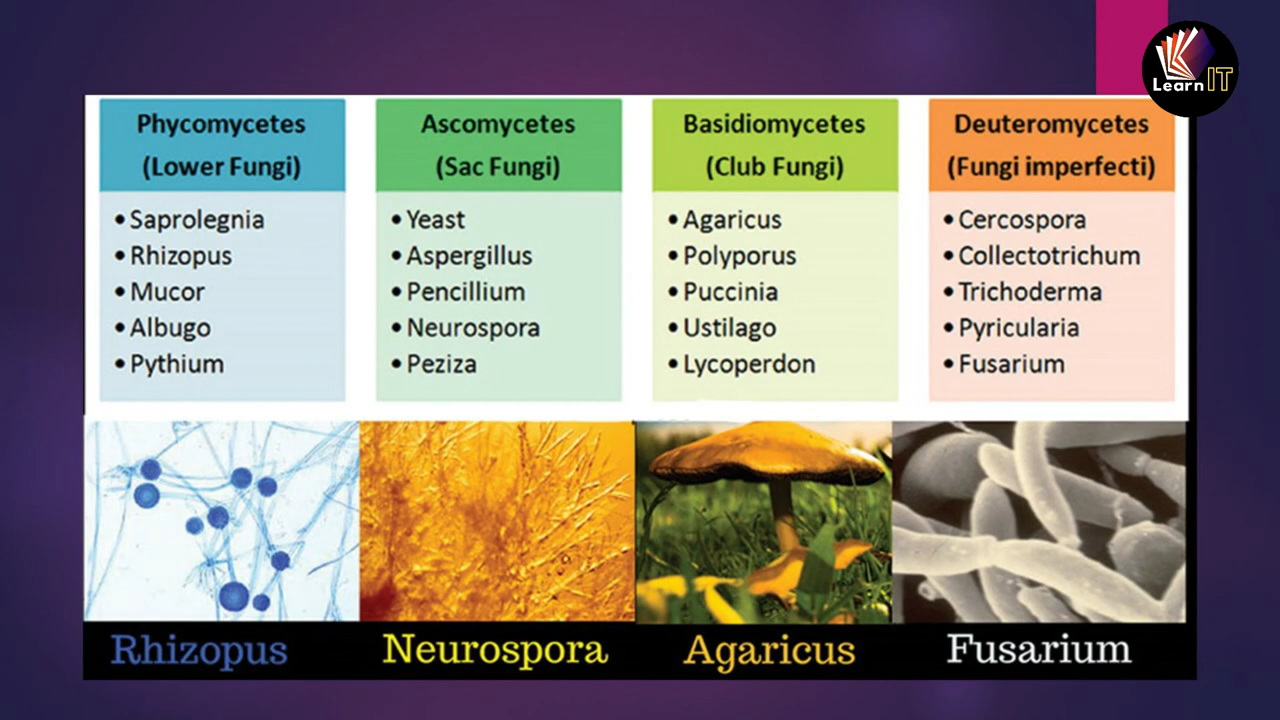 Learn IT
Phycomycetes
(Lower Fungi)
• Saprolegnia
• Rhizopus
• Mucor
• Albugo
• Pythium
Ascomycetes
(Sac Fungi)
• Yeast
• Aspergillus
• Pencillium
• Neurospora
• Peziza
Basidiomycetes
(Club Fungi)
• Agaricus
• Polyporus
• Puccinia
• Ustilago
• Lycoperdon
Deuteromycetes
(Fungi imperfecti)
• Cercospora
• Collectotrichum
• Trichoderma
• Pyricularia
• Fusarium
Rhizopus
Neurospora
Agaricus
Fusarium